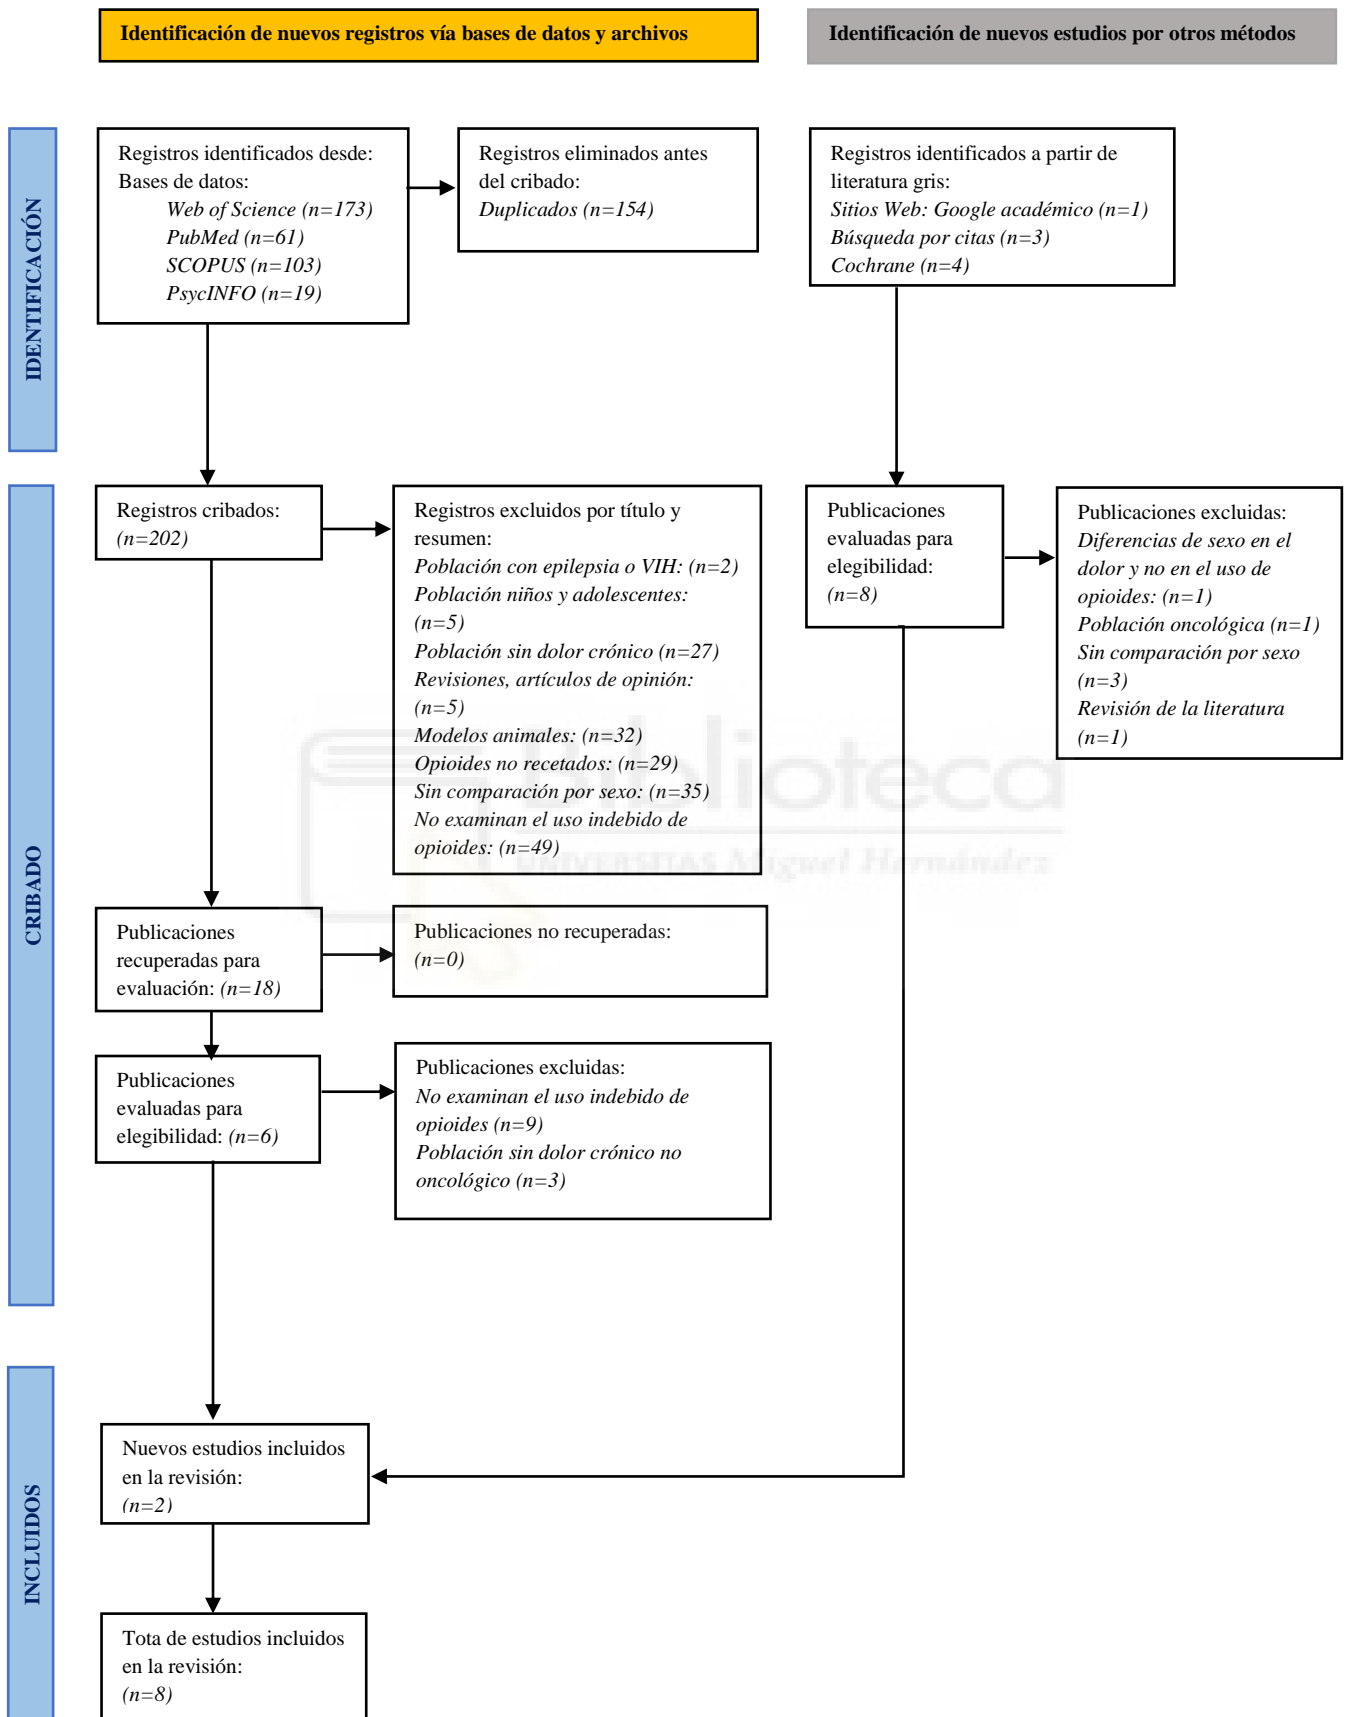 Identificación de nuevos registros vía bases de datos y archivos
Identificación de nuevos estudios por otros métodos
IDENTIFICACIÓN
Registros identificados desde:
Bases de datos:
Web of Science (n=173)
PubMed (n=61)
SCOPUS (n=103)
PsycINFO (n=19)
Registros eliminados antes
del cribado:
Duplicados (n=154)
Registros identificados a partir de
literatura gris:
Sitios Web: Google académico (n=1)
Búsqueda por citas (n=3)
Cochrane (n=4)
CRIBADO
Registros cribados:
(n=202)
Registros excluidos por título y
resumen:
Población con epilepsia o VIH: (n=2)
Población niños y adolescentes:
(n=5)
Población sin dolor crónico (n=27)
Revisiones, artículos de opinión:
(n=5)
Modelos animales: (n=32)
Opioides no recetados: (n=29)
Sin comparación por sexo: (n=35)
No examinan el uso indebido de
opioides: (n=49)
Publicaciones
evaluadas para
elegibilidad:
(n=8)
Publicaciones excluidas:
Diferencias de sexo en el
dolor y no en el uso de
opioides: (n=1)
Población oncológica (n=1)
Sin comparación por sexo
(n=3)
Revisión de la literatura
(n=1)
Biblioteca
UNIVERSITAS Miguel Hernández
Publicaciones
recuperadas para
evaluación: (n=18)
Publicaciones no recuperadas:
(n=0)
Publicaciones
evaluadas para
elegibilidad: (n=6)
Publicaciones excluidas:
No examinan el uso indebido de
opioides (n=9)
Población sin dolor crónico no
oncológico (n=3)
INCLUIDOS
Nuevos estudios incluidos
en la revisión:
(n=2)
Tota de estudios incluidos
en la revisión:
(n=8)